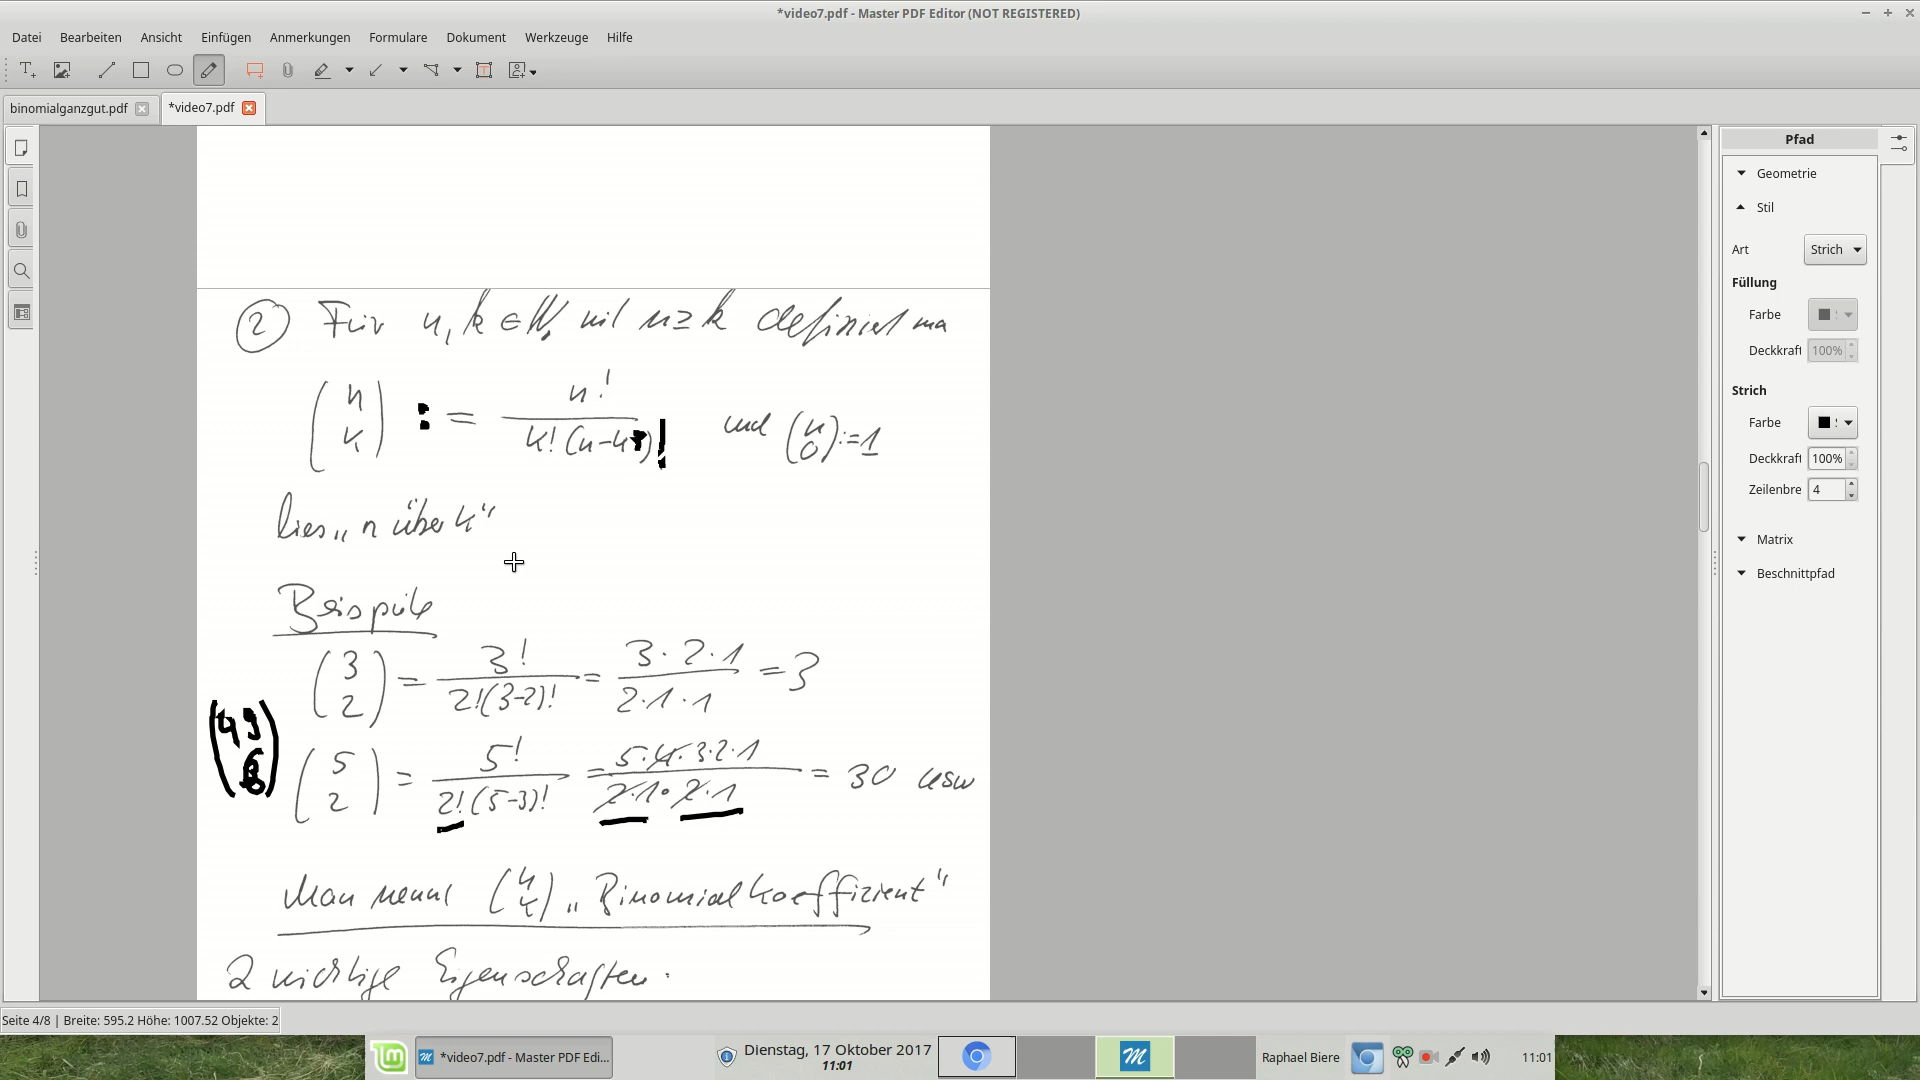 *video7.pdf - Master PDF Editor (NOT REGISTERED)
Datei Bearbeiten Ansicht Einfügen Anmerkungen Formulare Dokument Werkzeuge Hilfe
binomialganzgut.pdf *video7.pdf
② Für n, k ∈ ℕ, mit n ≥ k definiert ma
(n k) := n! / k!(n-k)! und (n 0) := 1
lies „n über k“
Beispiele
(3 2) = 3! / 2!(3-2)! = 3·2·1 / 2·1·1 = 3
(49 6)
(5 2) = 5! / 2!(5-3)! = 5·4·3·2·1 / 2·1·2·1 = 30 usw
Man nennt (n k) „Binomialkoeffizient“
2 wichtige Eigenschaften.
Pfad
Geometrie
Stil
Art Strich
Füllung
Farbe
Deckkraft 100%
Strich
Farbe
Deckkraft 100%
Zeilenbre 4
Matrix
Beschnittpfad
Seite 4/8 | Breite: 595.2 Höhe: 1007.52 Objekte: 2
*video7.pdf - Master PDF Edi... Dienstag, 17 Oktober 2017 Raphael Biere 11:01
11:01